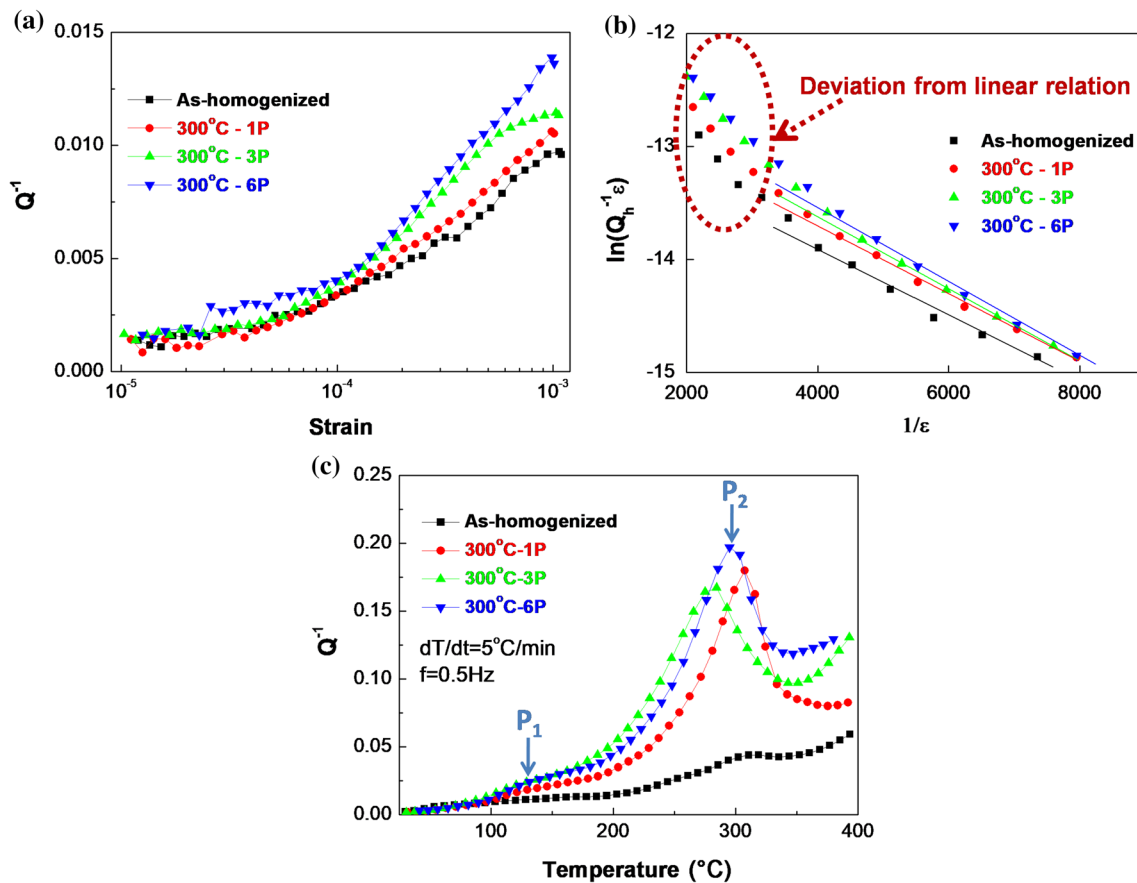 (a)
0.015
0.010
0.005
0.000
Q⁻¹
As-homogenized
300°C - 1P
300°C - 3P
300°C - 6P
10⁻⁵
10⁻⁴
10⁻³
Strain
(b)
-12
-13
-14
-15
ln(Qₕ⁻¹ε)
Deviation from linear relation
As-homogenized
300°C - 1P
300°C - 3P
300°C - 6P
2000
4000
6000
8000
1/ε
(c)
0.25
0.20
0.15
0.10
0.05
0.00
Q⁻¹
As-homogenized
300°C-1P
300°C-3P
300°C-6P
dT/dt=5°C/min
f=0.5Hz
P₁
P₂
100
200
300
400
Temperature (°C)